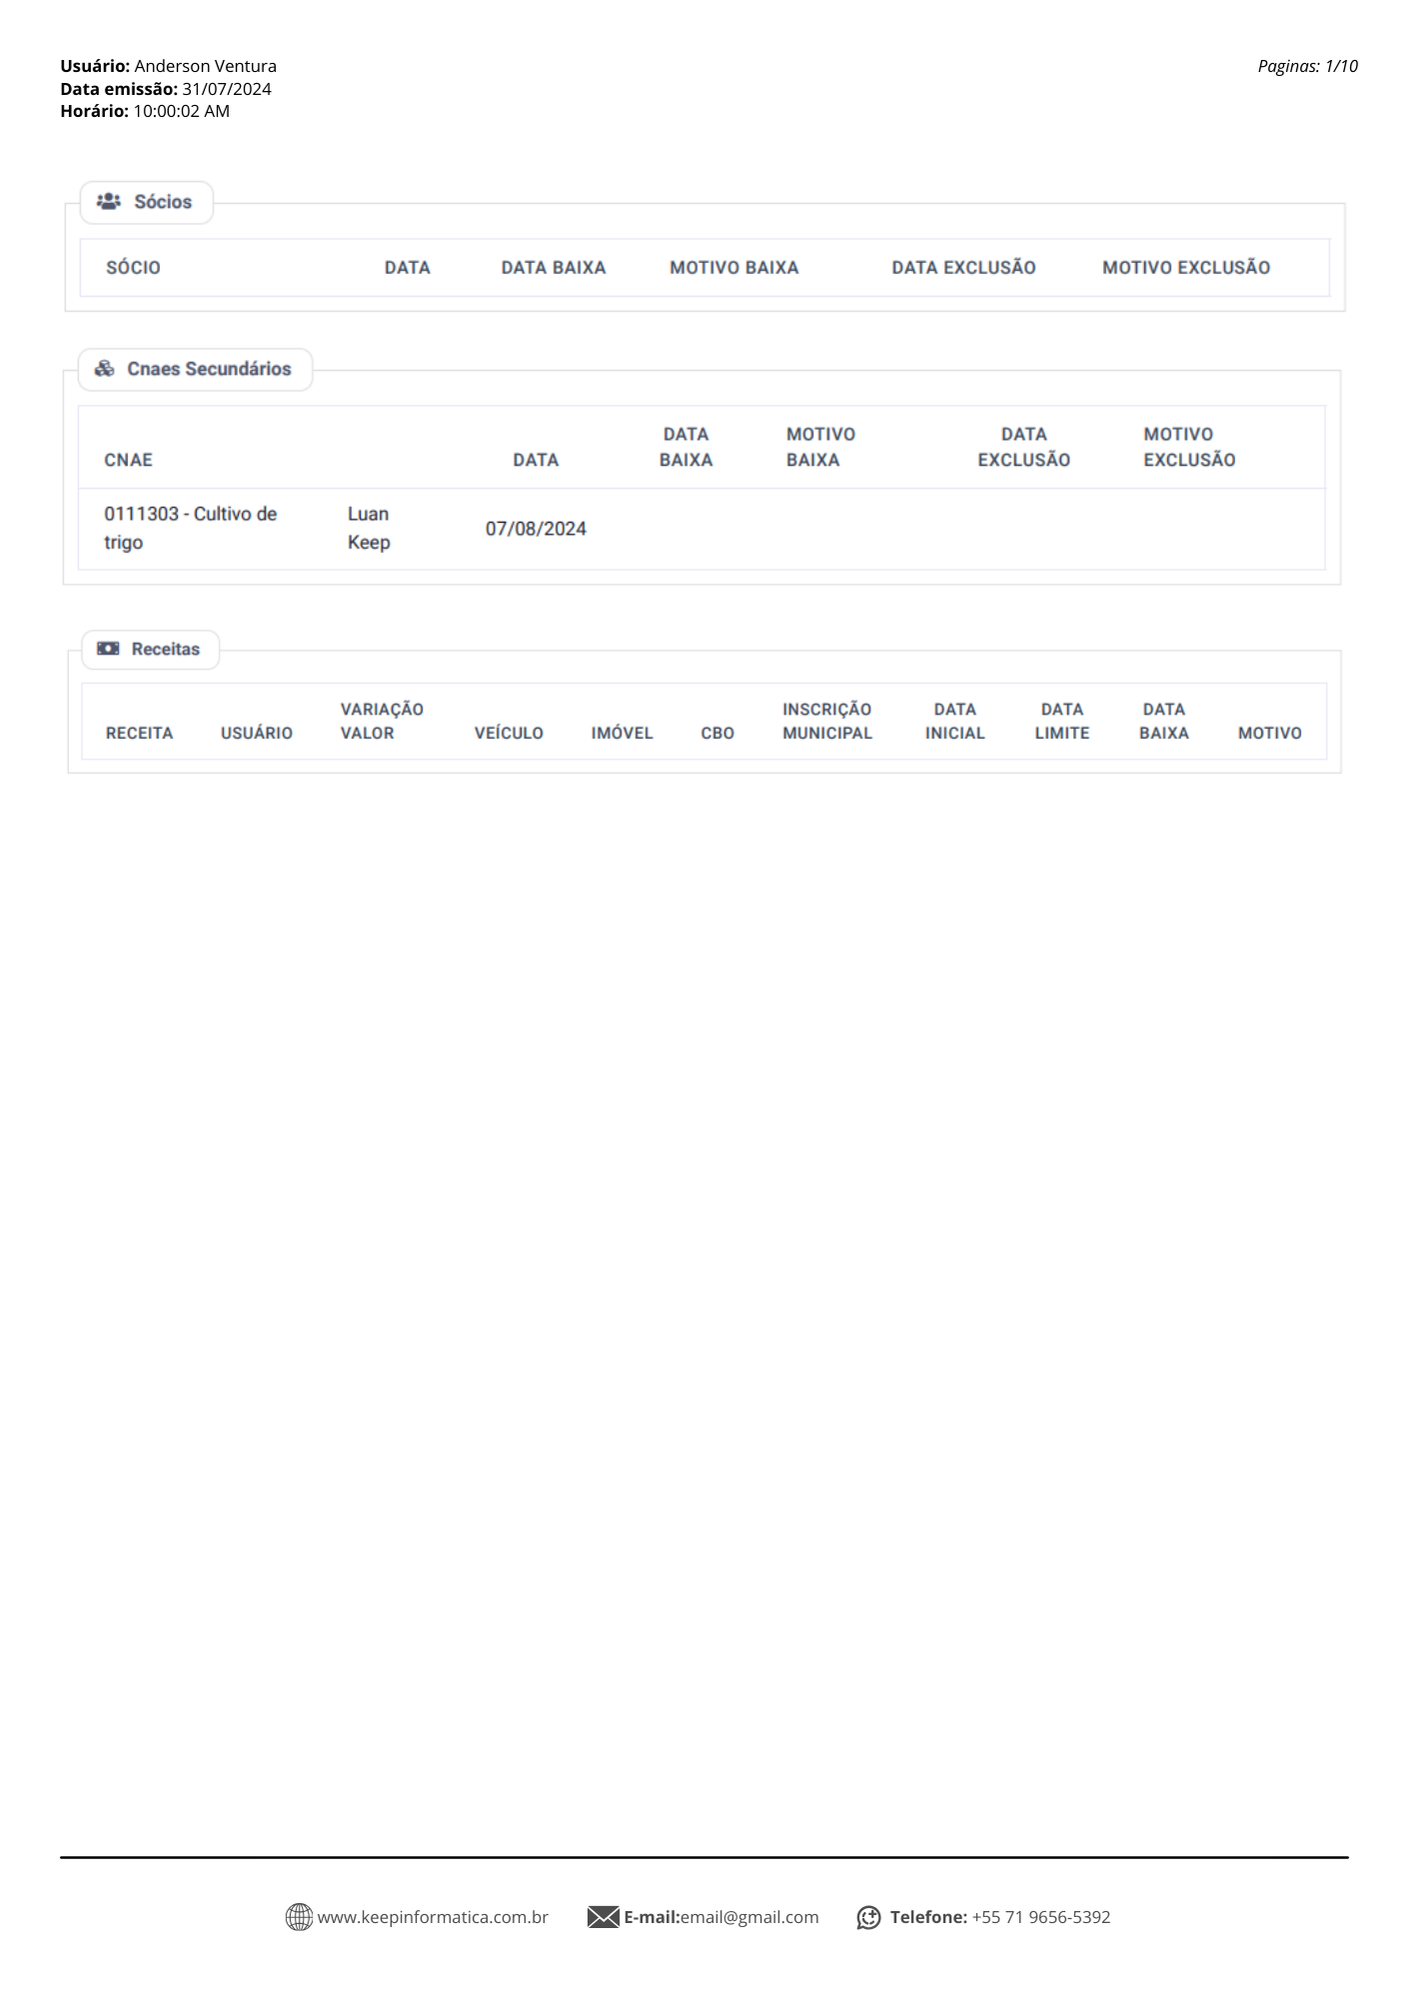 Usuário: Anderson Ventura
Paginas: 1/10
Data emissão: 31/07/2024
Horário: 10:00:02 AM
Sócios
SÓCIO DATA DATA BAIXA MOTIVO BAIXA DATA EXCLUSÃO MOTIVO EXCLUSÃO
Cnaes Secundários
DATA MOTIVO DATA MOTIVO
CNAE DATA BAIXA BAIXA EXCLUSÃO EXCLUSÃO
0111303 - Cultivo de Luan
07/08/2024
trigo Keep
Receitas
VARIAÇÃO INSCRIÇÃO DATA DATA DATA
RECEITA USUÁRIO VALOR VEÍCULO IMÓVEL CBO MUNICIPAL INICIAL LIMITE BAIXA MOTIVO
www.keepinformatica.com.br E-mail:email@gmail.com Telefone: +55 71 9656-5392